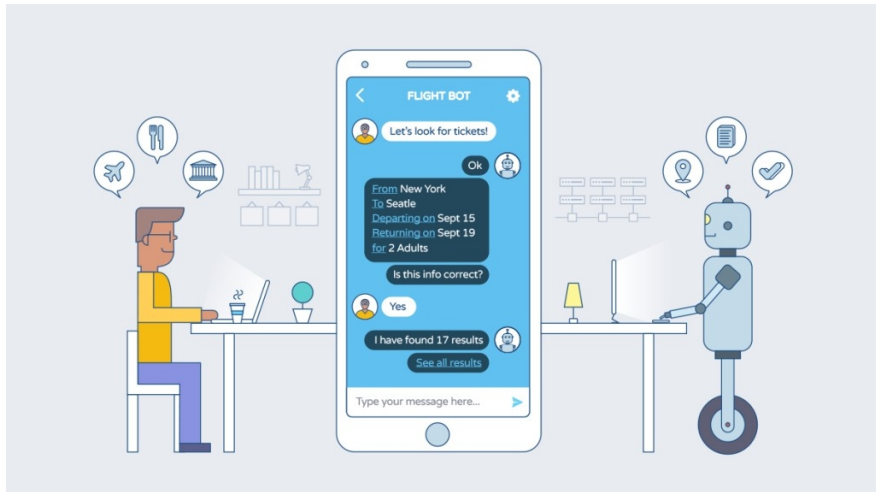 FLIGHT BOT
Let's look for tickets!
Ok
From New York
To Seatle
Departing on Sept 15
Returning on Sept 19
for 2 Adults
Is this info correct?
Yes
I have found 17 results
See all results
Type your message here...